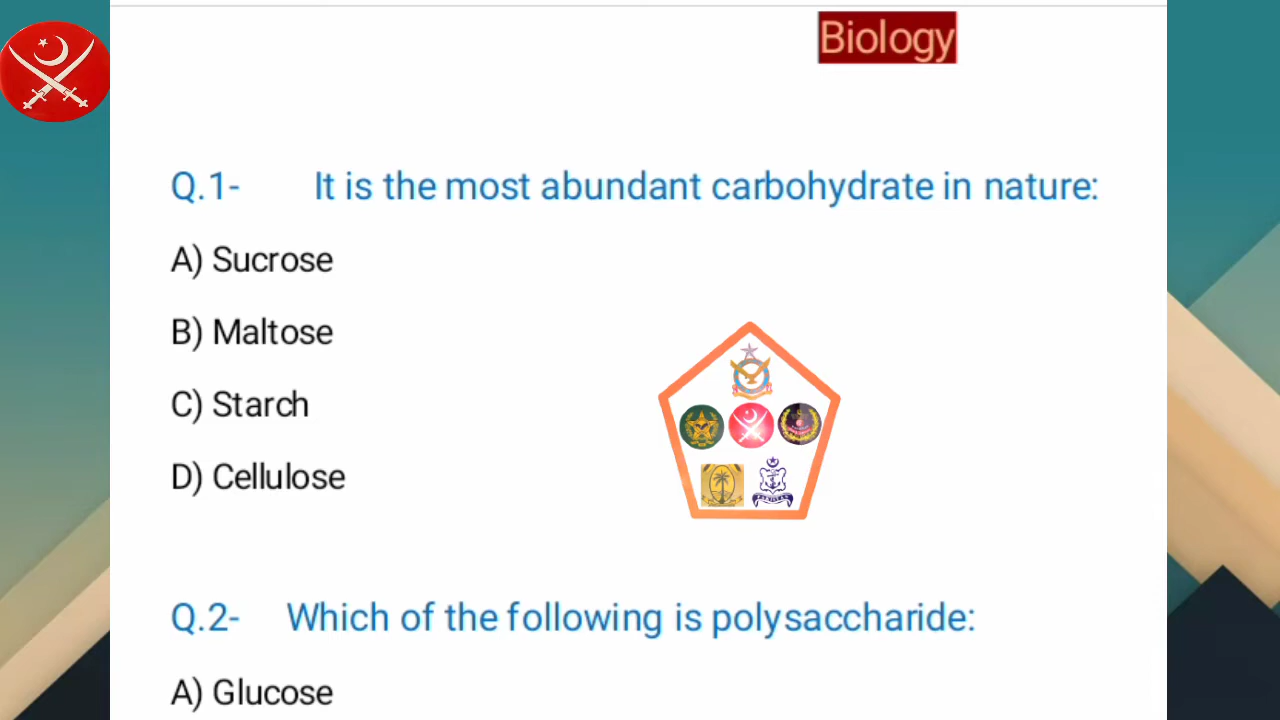 Biology
Q.1- It is the most abundant carbohydrate in nature:
A) Sucrose
B) Maltose
C) Starch
D) Cellulose
Q.2- Which of the following is polysaccharide:
A) Glucose